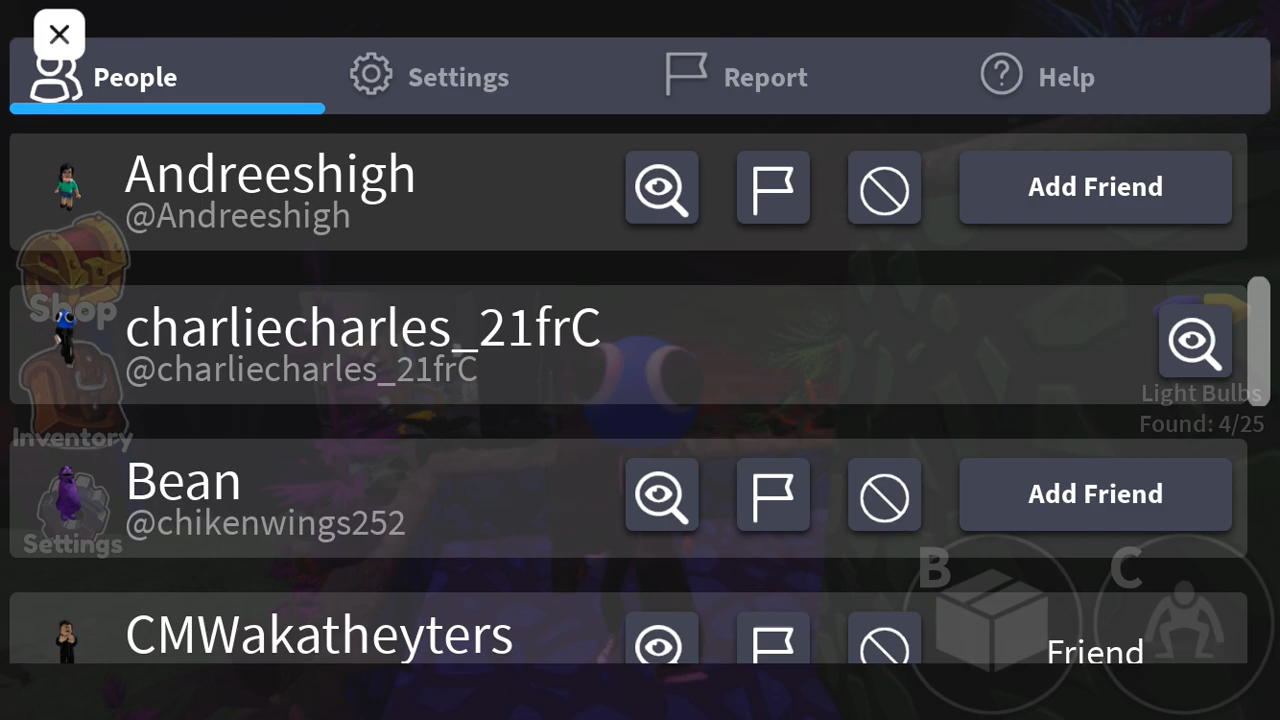 People
Settings
Report
Help
Andreeshigh
@Andreeshigh
Add Friend
Shop
charliecharles_21frC
@charliecharles_21frC
Light Bulbs
Found: 4/25
Inventory
Bean
@chikenwings252
Add Friend
Settings
B
C
CMWakatheyters
Friend